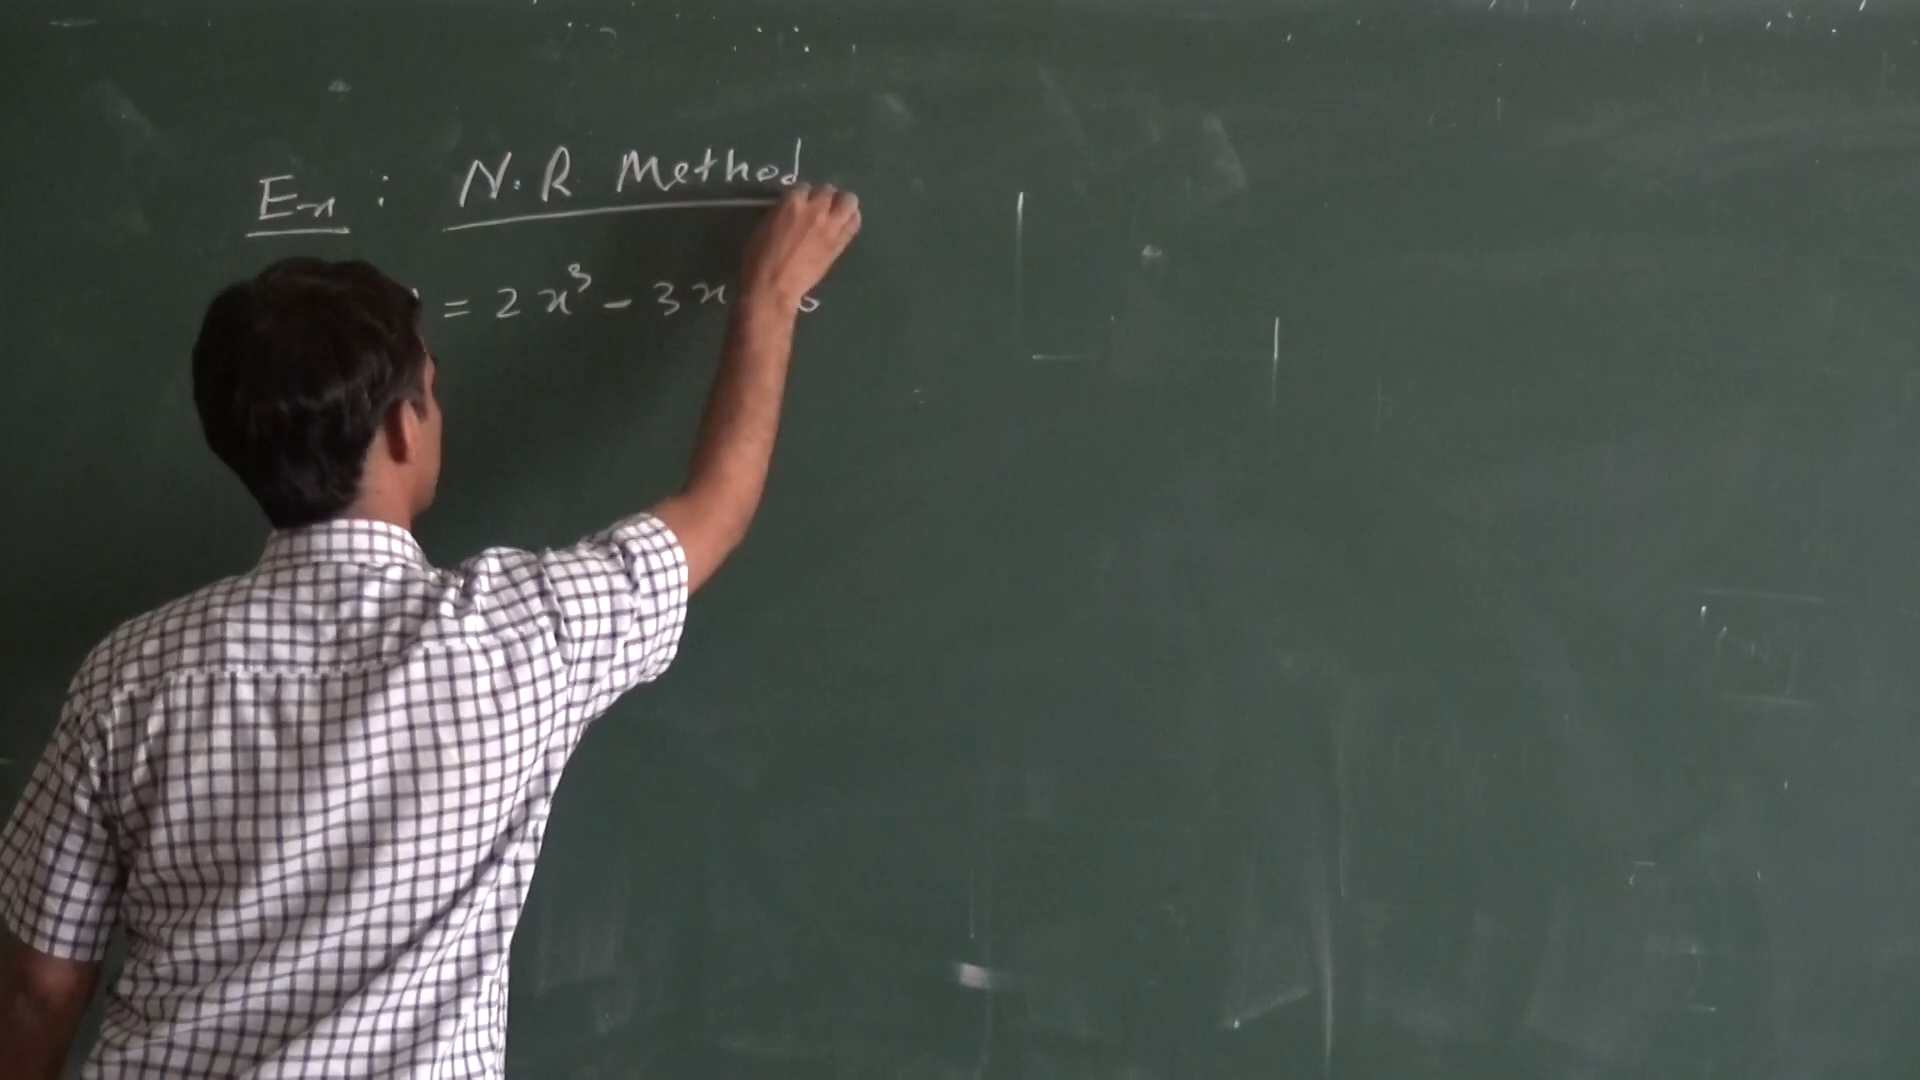 Ex : N.R Method
= 2x³ - 3x